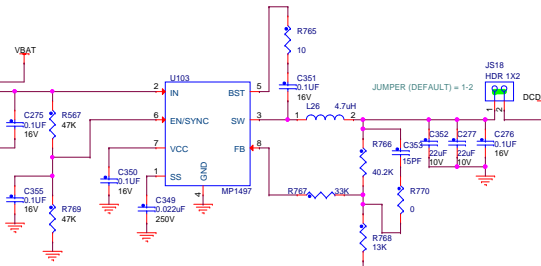 VBAT
R765
10
JS18
HDR 1X2
U103
C351
0.1UF
16V
JUMPER (DEFAULT) = 1-2
1
2
DCD
2
IN
BST
5
L26
4.7uH
C275
0.1UF
16V
R567
47K
6
EN/SYNC
SW
3
1
2
7
VCC
FB
8
R766
40.2K
C353
15PF
C352
22uF
10V
C277
22uF
10V
C276
0.1UF
16V
C350
0.1UF
16V
1
SS
GND
4
MP1497
R767
33K
R770
0
C355
0.1UF
16V
R769
47K
C349
0.022uF
250V
R768
13K